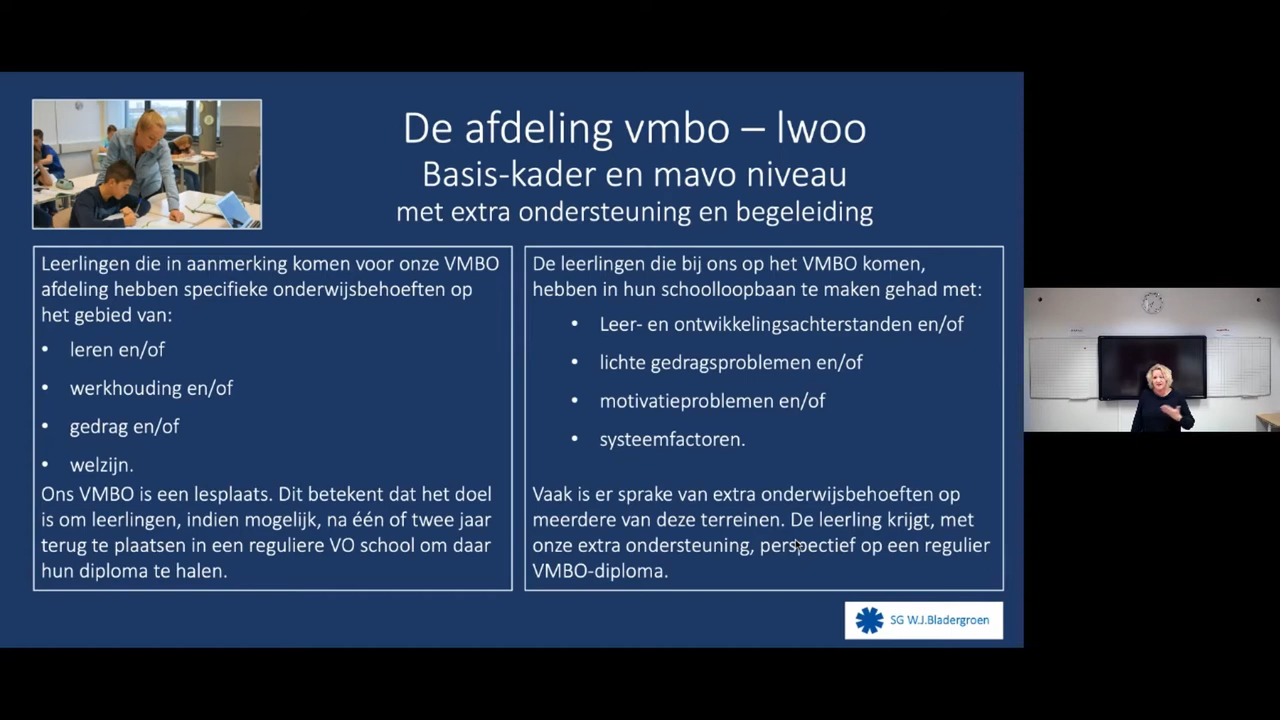 De afdeling vmbo – lwoo
Basis-kader en mavo niveau
met extra ondersteuning en begeleiding
Leerlingen die in aanmerking komen voor onze VMBO
afdeling hebben specifieke onderwijsbehoeften op
het gebied van:
• leren en/of
• werkhouding en/of
• gedrag en/of
• welzijn.
Ons VMBO is een lesplaats. Dit betekent dat het doel
is om leerlingen, indien mogelijk, na één of twee jaar
terug te plaatsen in een reguliere VO school om daar
hun diploma te halen.
De leerlingen die bij ons op het VMBO komen,
hebben in hun schoolloopbaan te maken gehad met:
• Leer- en ontwikkelingsachterstanden en/of
• lichte gedragsproblemen en/of
• motivatieproblemen en/of
• systeemfactoren.
Vaak is er sprake van extra onderwijsbehoeften op
meerdere van deze terreinen. De leerling krijgt, met
onze extra ondersteuning, perspectief op een regulier
VMBO-diploma.
SG W.J.Bladergroen